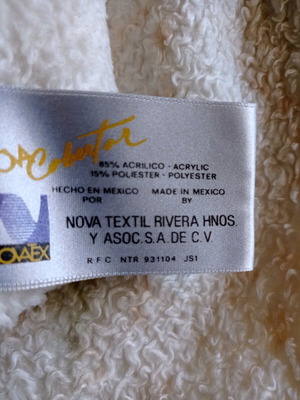 Cobertor
85% ACRILICO - ACRYLIC
15% POLIESTER - POLYESTER
HECHO EN MEXICO MADE IN MEXICO
POR BY
NOVA TEXTIL RIVERA HNOS.
Y ASOC. S.A. DE C.V.
R F C NTR 931104 JS1